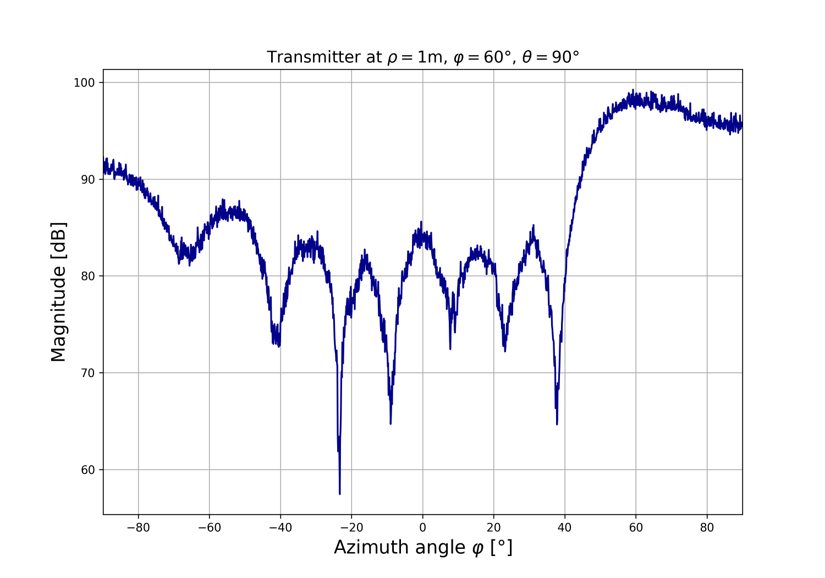 Transmitter at ρ = 1m, φ = 60°, θ = 90°
100
90
80
70
60
Magnitude [dB]
−80 −60 −40 −20 0 20 40 60 80
Azimuth angle φ [°]